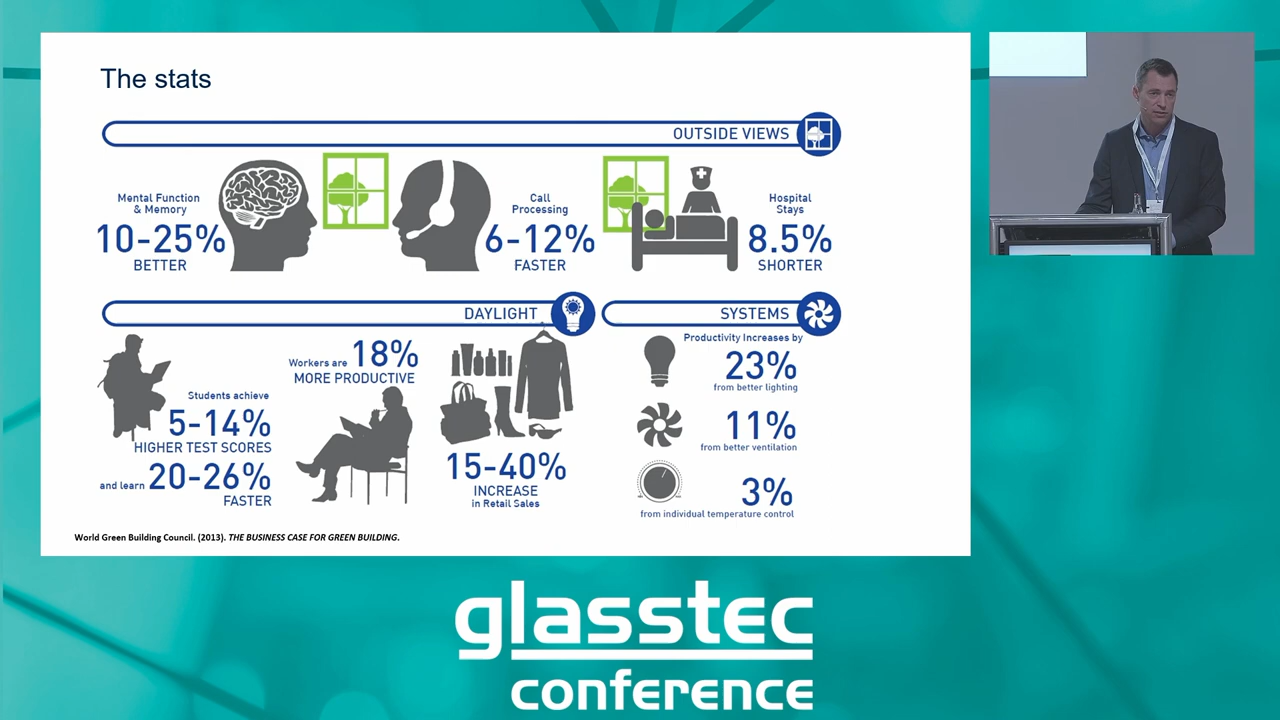 The stats
OUTSIDE VIEWS
Mental Function
& Memory
10-25%
BETTER
Call
Processing
6-12%
FASTER
Hospital
Stays
8.5%
SHORTER
DAYLIGHT
Students achieve
5-14%
HIGHER TEST SCORES
and learn 20-26%
FASTER
Workers are 18%
MORE PRODUCTIVE
15-40%
INCREASE
in Retail Sales
SYSTEMS
Productivity Increases by
23%
from better lighting
11%
from better ventilation
3%
from individual temperature control
World Green Building Council. (2013). THE BUSINESS CASE FOR GREEN BUILDING.
glasstec
conference